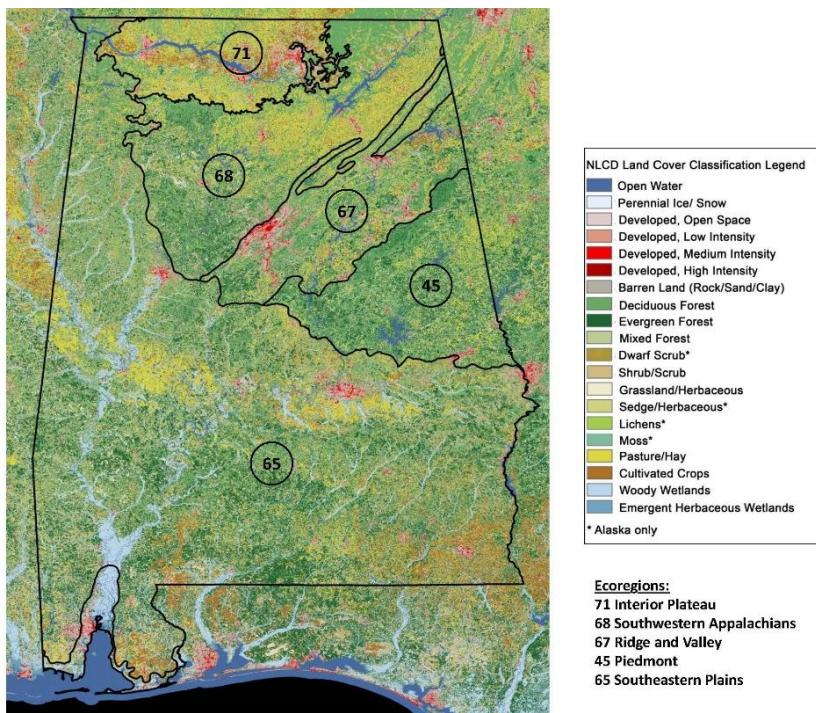 71
68
67
45
65
NLCD Land Cover Classification Legend
Open Water
Perennial Ice/ Snow
Developed, Open Space
Developed, Low Intensity
Developed, Medium Intensity
Developed, High Intensity
Barren Land (Rock/Sand/Clay)
Deciduous Forest
Evergreen Forest
Mixed Forest
Dwarf Scrub*
Shrub/Scrub
Grassland/Herbaceous
Sedge/Herbaceous*
Lichens*
Moss*
Pasture/Hay
Cultivated Crops
Woody Wetlands
Emergent Herbaceous Wetlands
* Alaska only
Ecoregions:
71 Interior Plateau
68 Southwestern Appalachians
67 Ridge and Valley
45 Piedmont
65 Southeastern Plains